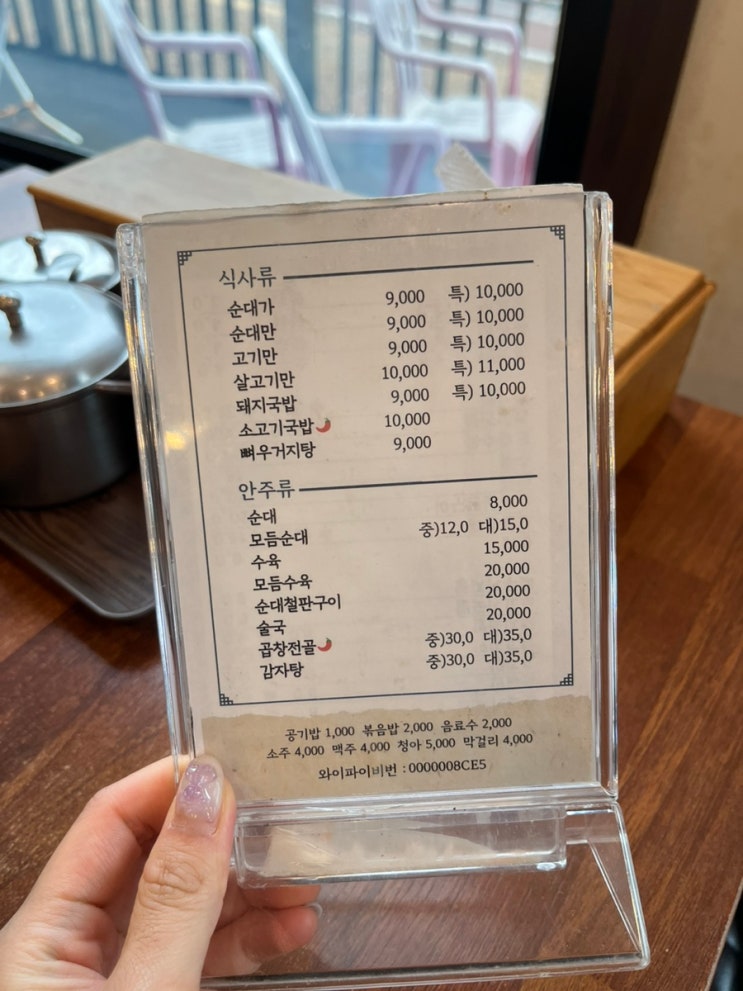 식사류
순대가 9,000 특) 10,000
순대만 9,000 특) 10,000
고기만 9,000 특) 10,000
살고기만 10,000 특) 11,000
돼지국밥 9,000 특) 10,000
소고기국밥 10,000
뼈우거지탕 9,000
안주류
순대 8,000
모듬순대 중)12,0 대)15,0
수육 15,000
모듬수육 20,000
순대철판구이 20,000
술국 20,000
곱창전골 중)30,0 대)35,0
감자탕 중)30,0 대)35,0
공기밥 1,000 볶음밥 2,000 음료수 2,000
소주 4,000 맥주 4,000 청아 5,000 막걸리 4,000
와이파이비번 : 0000008CE5